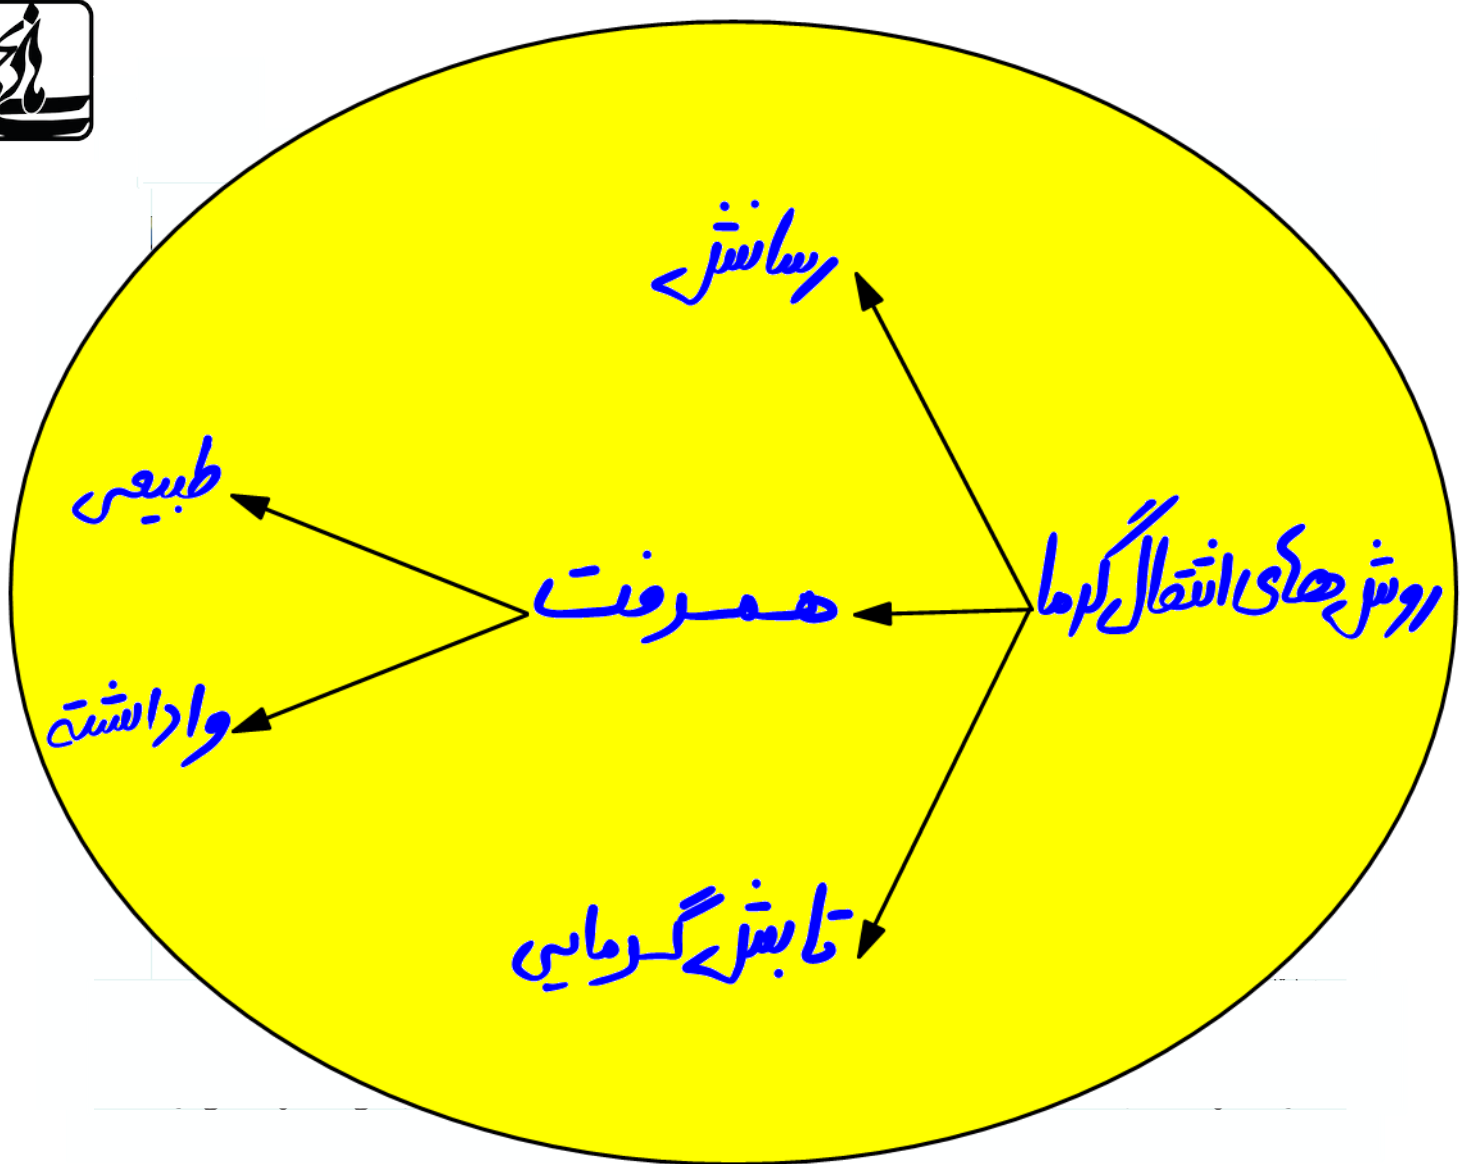 روش‌های انتقال گرما
رسانش
همرفت
طبیعی
واداشته
تابش گرمایی